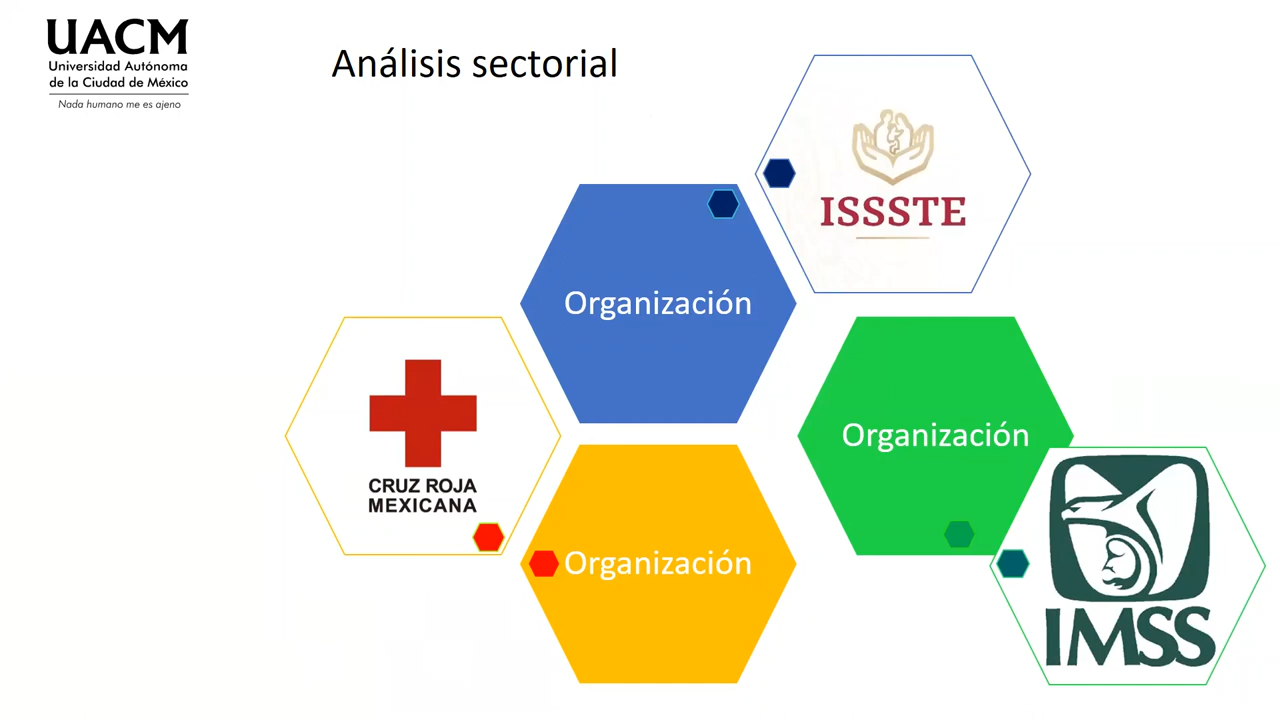 UACM
Universidad Autónoma
de la Ciudad de México
Nada humano me es ajeno
Análisis sectorial
ISSSTE
Organización
Organización
CRUZ ROJA
MEXICANA
Organización
IMSS